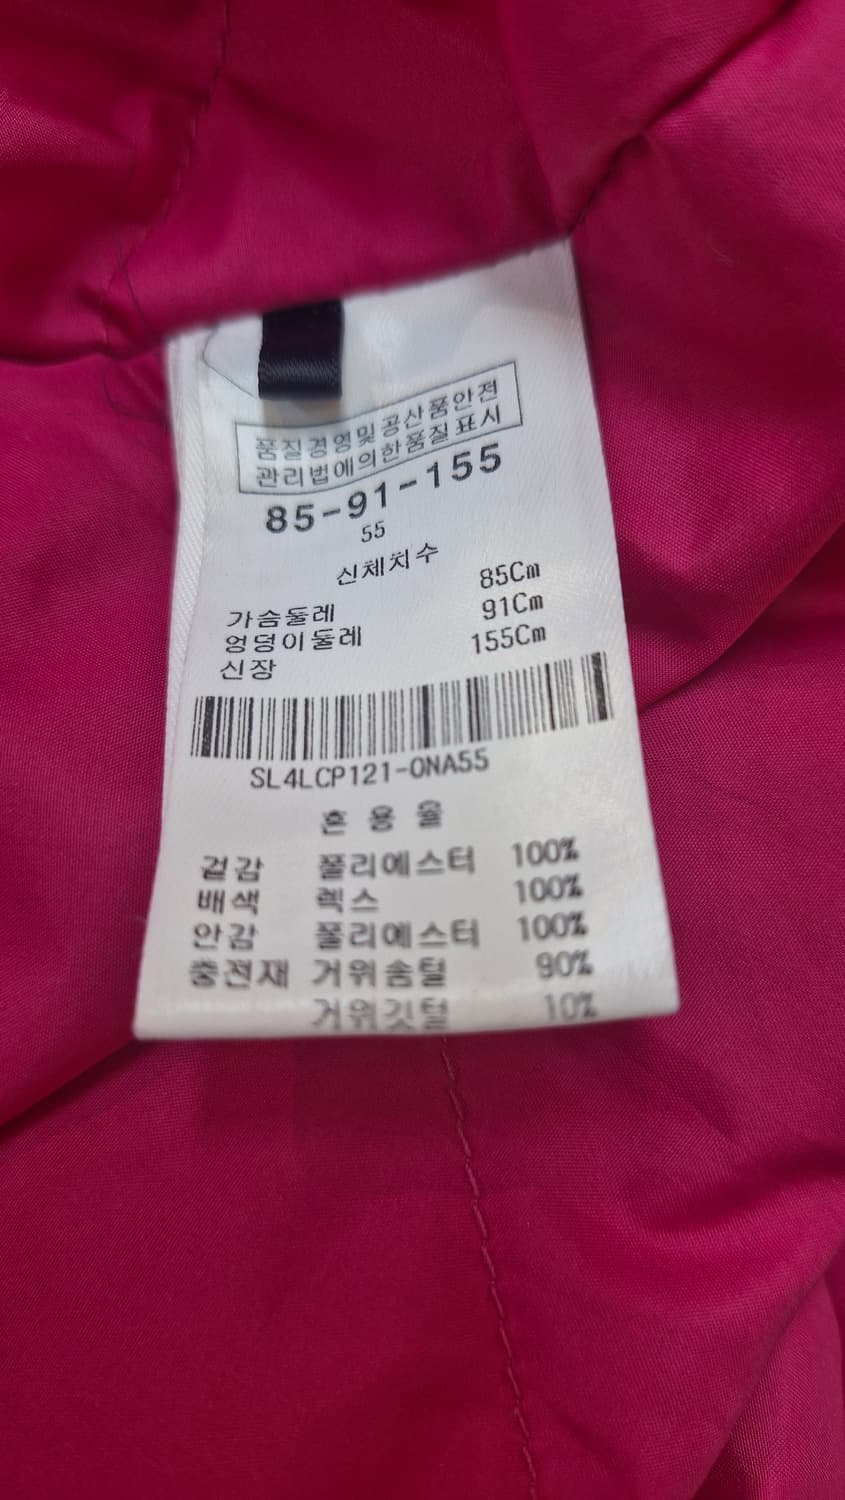 품질경영및공산품안전
관리법에의한품질표시
85-91-155
55
신체치수
가슴둘레 85Cm
엉덩이둘레 91Cm
신장 155Cm
SL4LCP121-0NA55
혼용율
겉감 폴리에스터 100%
배색 렉스 100%
안감 폴리에스터 100%
충전재 거위솜털 90%
거위깃털 10%